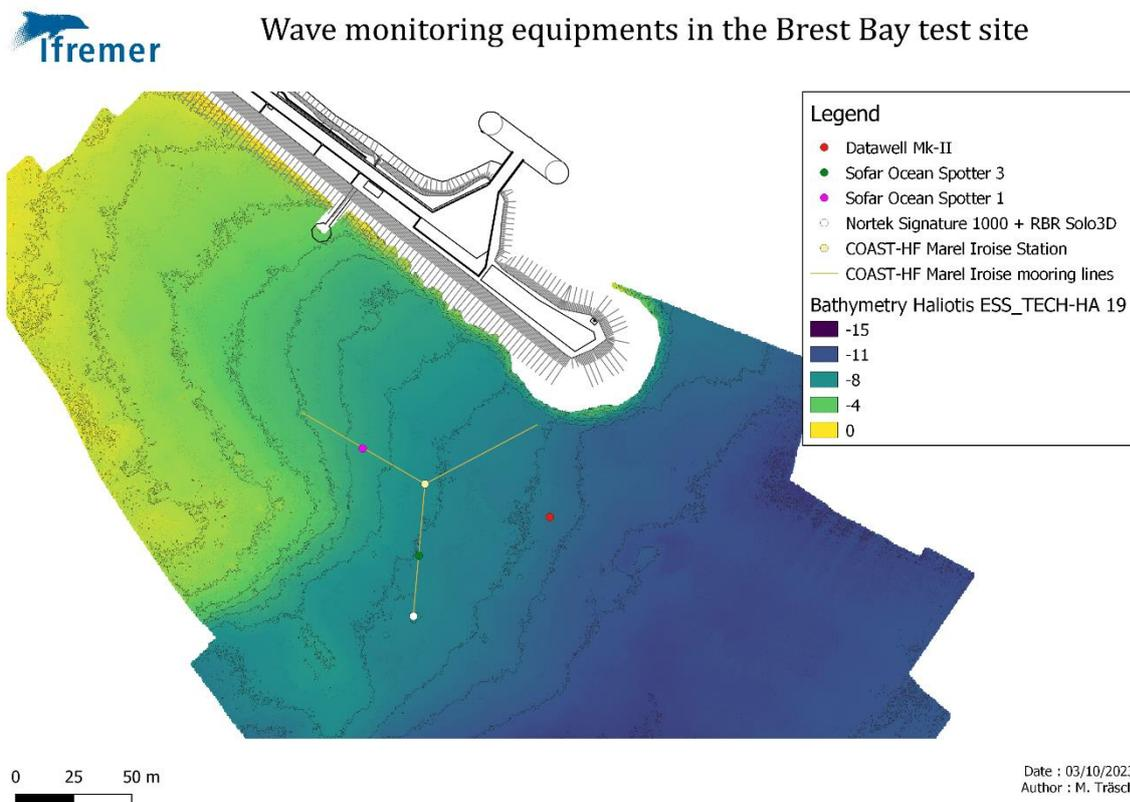 Ifremer
Wave monitoring equipments in the Brest Bay test site
Legend
Datawell Mk-II
Sofar Ocean Spotter 3
Sofar Ocean Spotter 1
Nortek Signature 1000 + RBR Solo3D
COAST-HF Marel Iroise Station
COAST-HF Marel Iroise mooring lines
Bathymetry Haliotis ESS_TECH-HA 19
-15
-11
-8
-4
0
0 25 50 m
Date : 03/10/2023
Author : M. Träsch